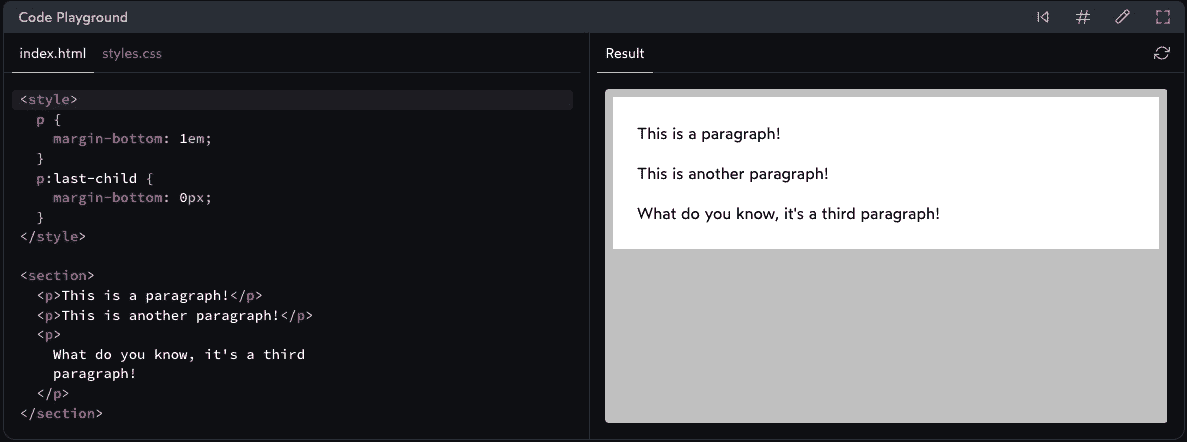 Code Playground
index.html styles.css
<style>
  p {
    margin-bottom: 1em;
  }
  p:last-child {
    margin-bottom: 0px;
  }
</style>

<section>
  <p>This is a paragraph!</p>
  <p>This is another paragraph!</p>
  <p>
    What do you know, it's a third
    paragraph!
  </p>
</section>
Result
This is a paragraph!
This is another paragraph!
What do you know, it's a third paragraph!